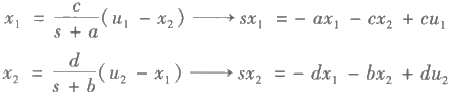 x₁ = c/(s + a) (u₁ − x₂) ⟶ sx₁ = − ax₁ − cx₂ + cu₁
x₂ = d/(s + b) (u₂ − x₁) ⟶ sx₂ = − dx₁ − bx₂ + du₂